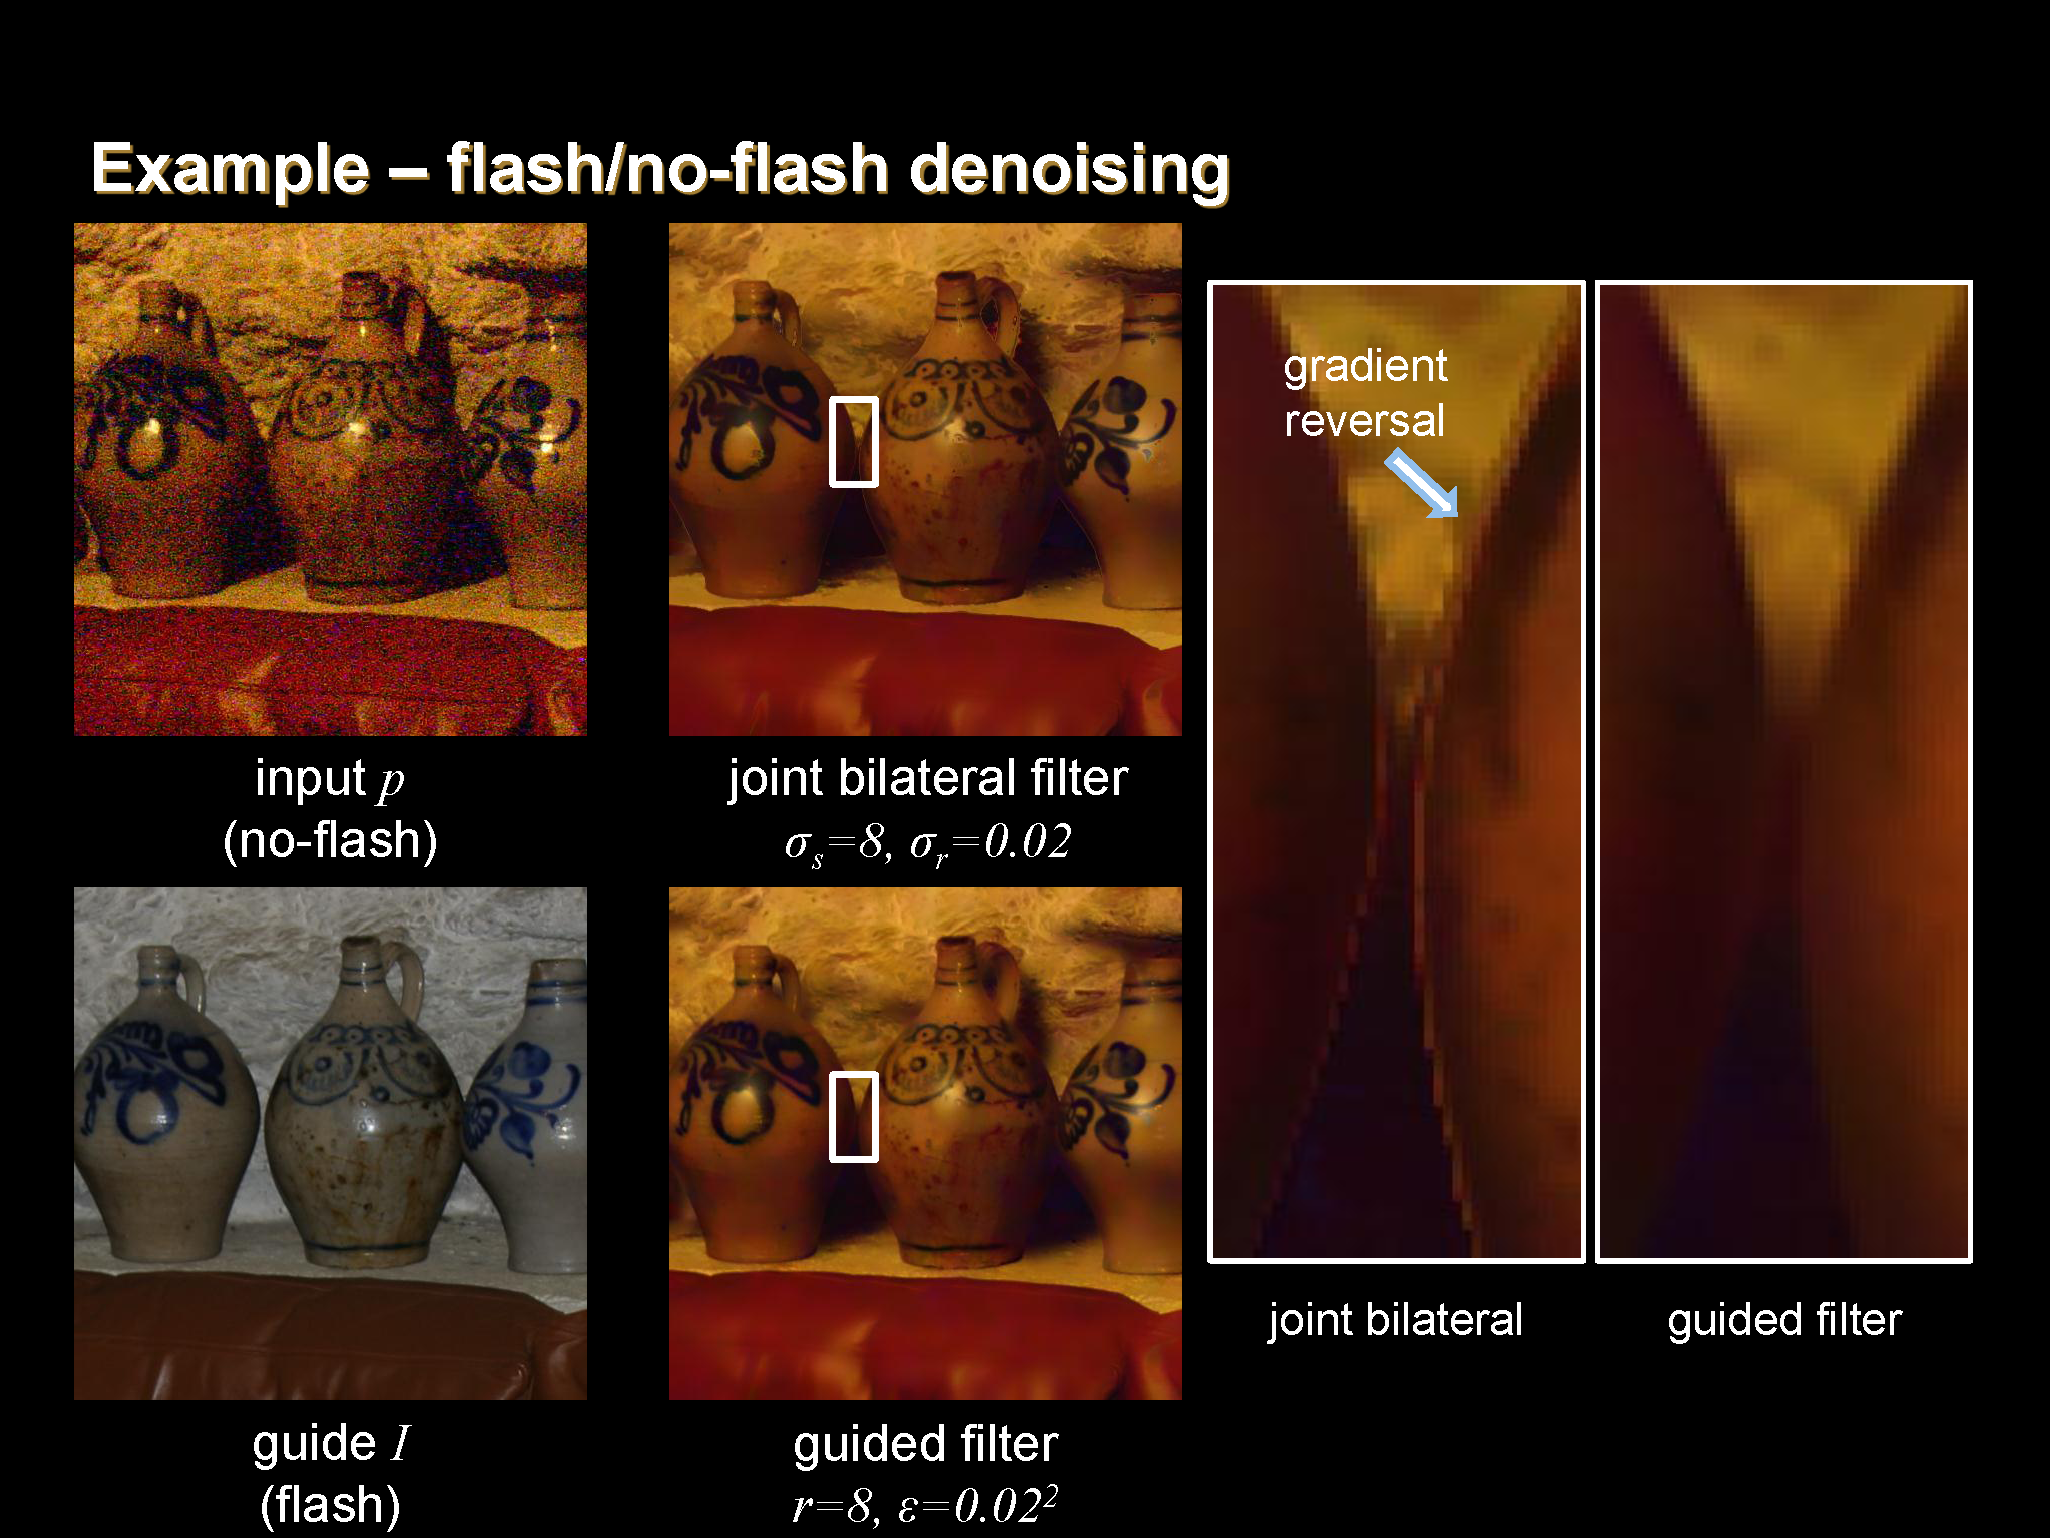 Example – flash/no-flash denoising
input p
(no-flash)
joint bilateral filter
σs=8, σr=0.02
gradient
reversal
joint bilateral
guided filter
guide I
(flash)
guided filter
r=8, ε=0.02²